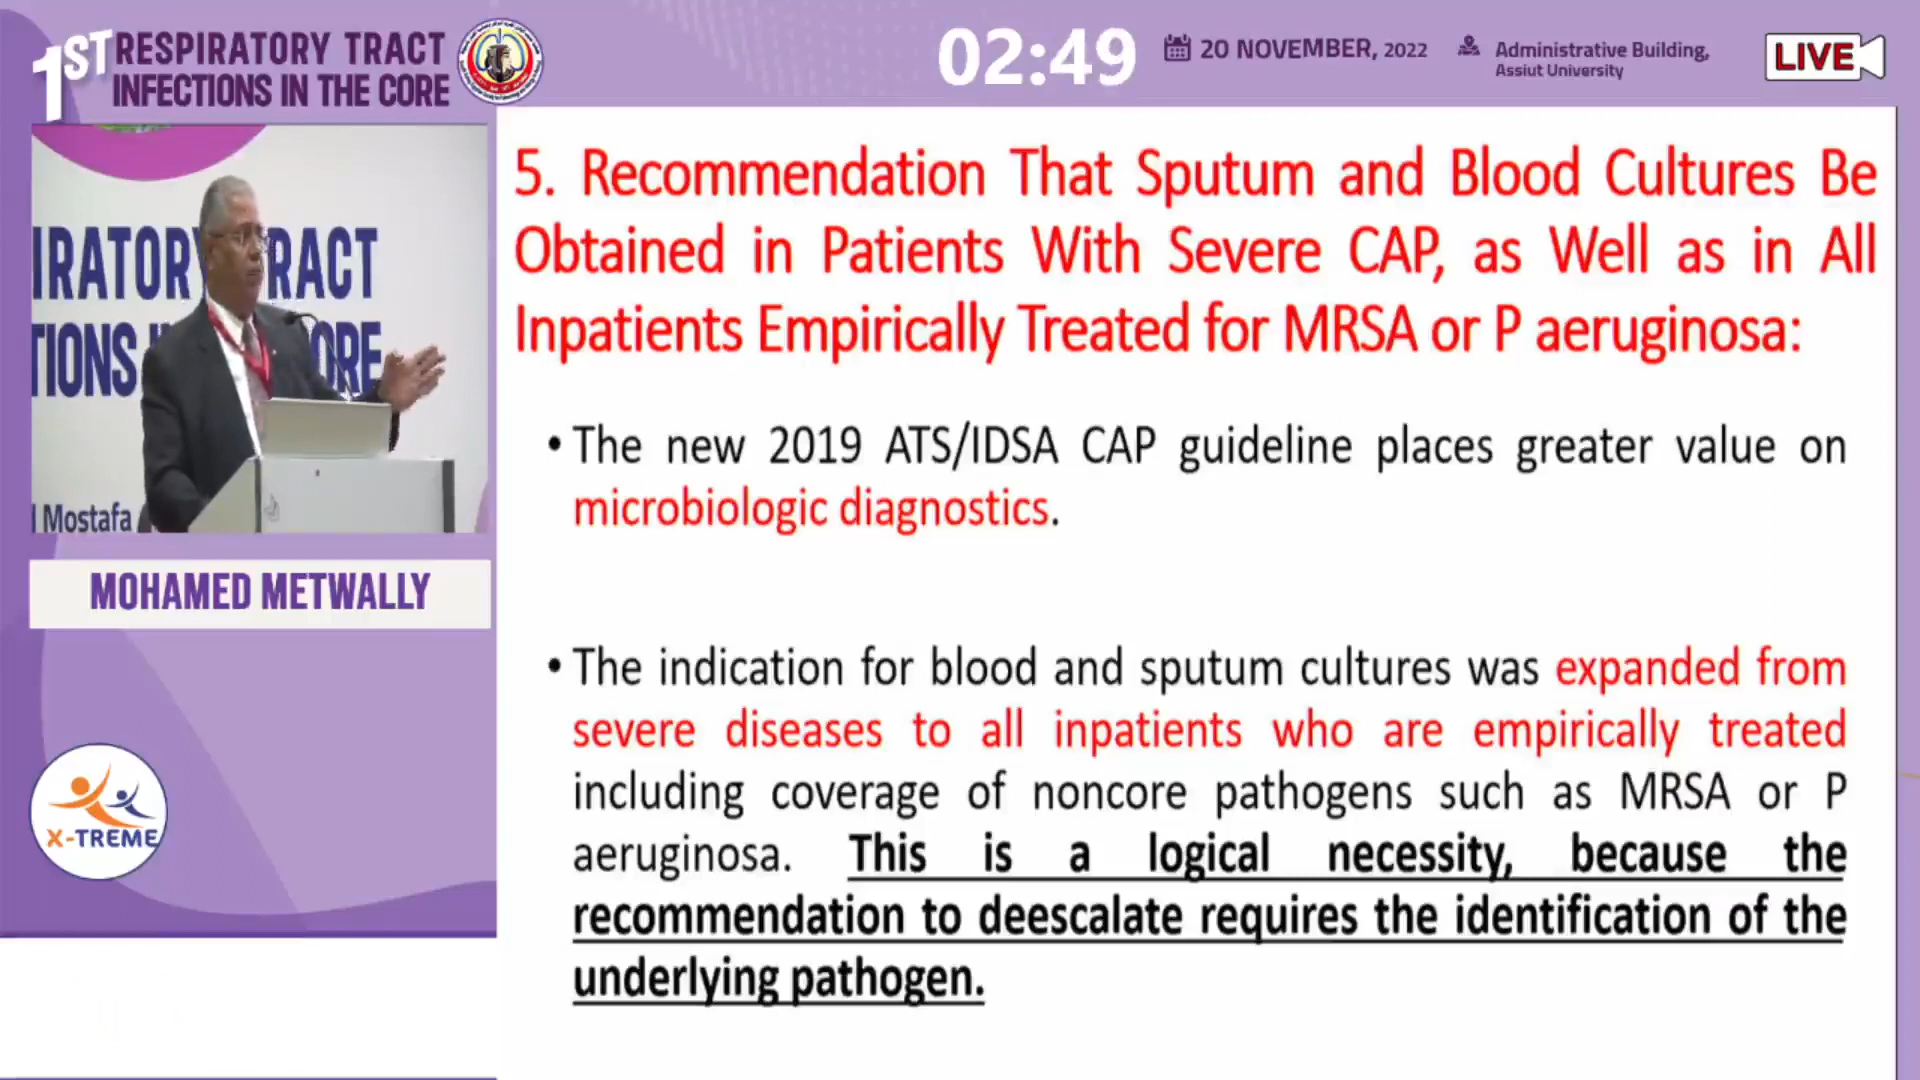 1ST RESPIRATORY TRACT
INFECTIONS IN THE CORE
02:49
20 NOVEMBER, 2022
Administrative Building,
Assiut University
LIVE
IRATORY TRACT
TIONS IN CORE
l Mostafa
MOHAMED METWALLY
X-TREME
5. Recommendation That Sputum and Blood Cultures Be
Obtained in Patients With Severe CAP, as Well as in All
Inpatients Empirically Treated for MRSA or P aeruginosa:
• The new 2019 ATS/IDSA CAP guideline places greater value on
microbiologic diagnostics.
• The indication for blood and sputum cultures was expanded from
severe diseases to all inpatients who are empirically treated
including coverage of noncore pathogens such as MRSA or P
aeruginosa. This is a logical necessity, because the
recommendation to deescalate requires the identification of the
underlying pathogen.